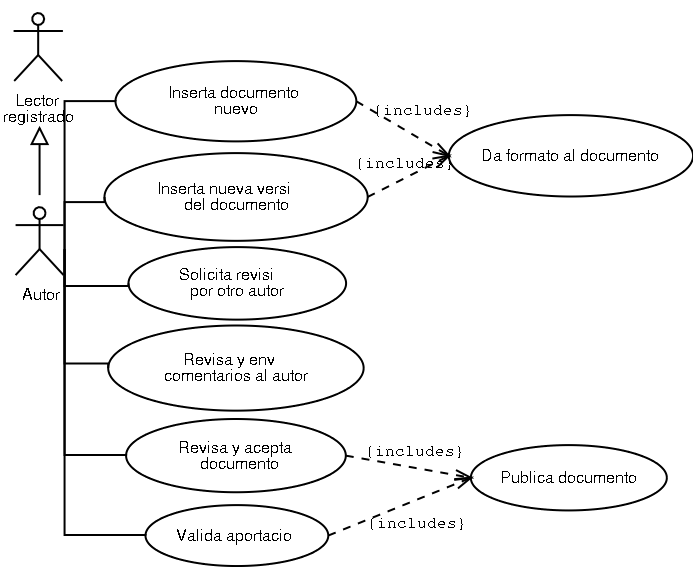 Lector
registrado
Autor
Inserta documento
nuevo
{includes}
Inserta nueva versi
del documento
{includes}
Da formato al documento
Solicita revisi
por otro autor
Revisa y env
comentarios al autor
Revisa y acepta
documento
{includes}
Publica documento
Valida aportacio
{includes}